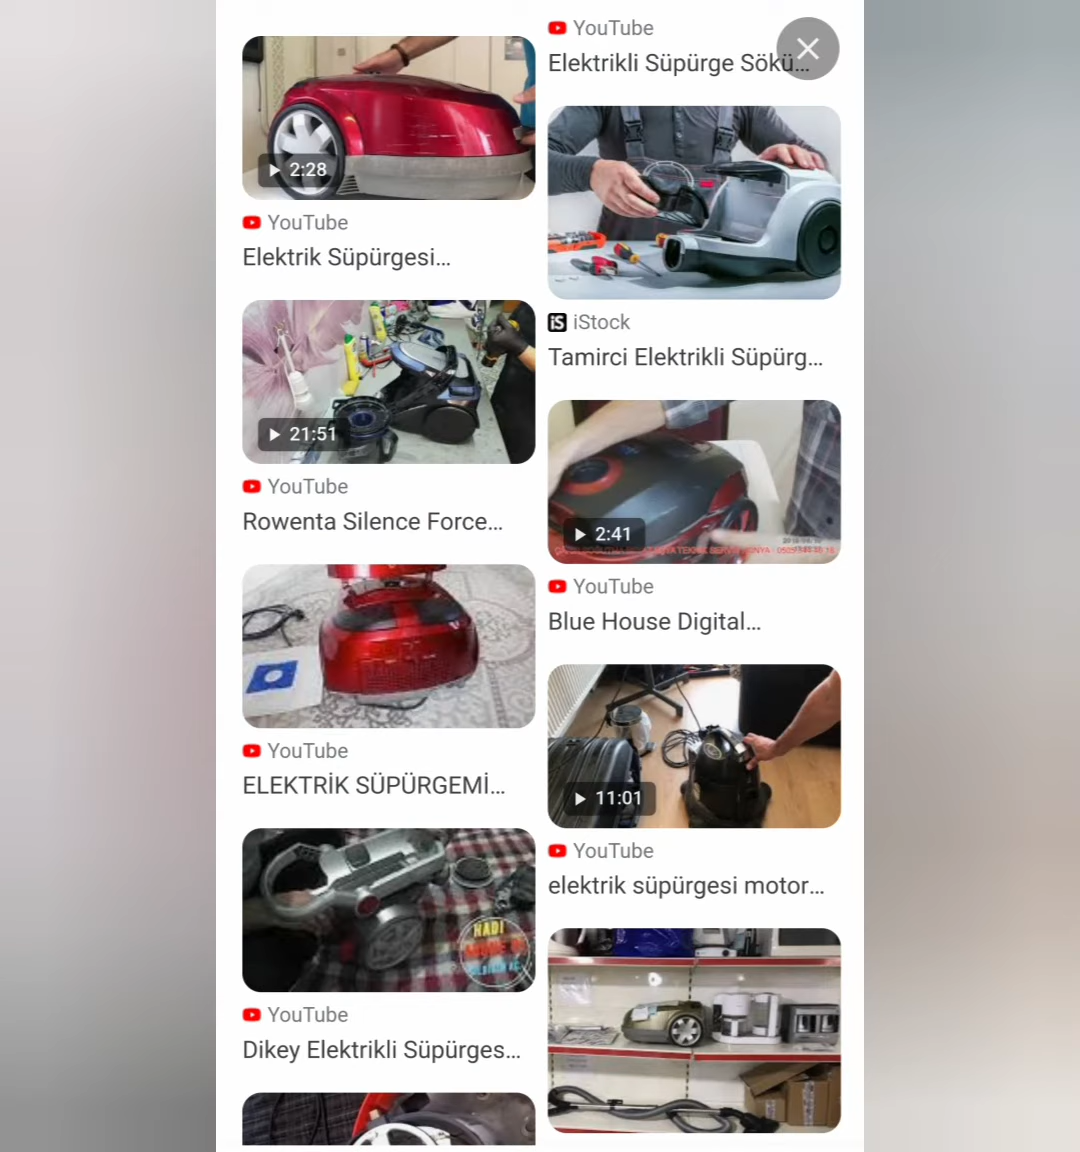 YouTube
Elektrikli Süpürge Sökü...
2:28
YouTube
Elektrik Süpürgesi...
iStock
Tamirci Elektrikli Süpürg...
21:51
YouTube
Rowenta Silence Force...
2:41
YouTube
Blue House Digital...
YouTube
ELEKTRİK SÜPÜRGEMİ...
11:01
YouTube
elektrik süpürgesi motor...
HADI
YouTube
Dikey Elektrikli Süpürges...